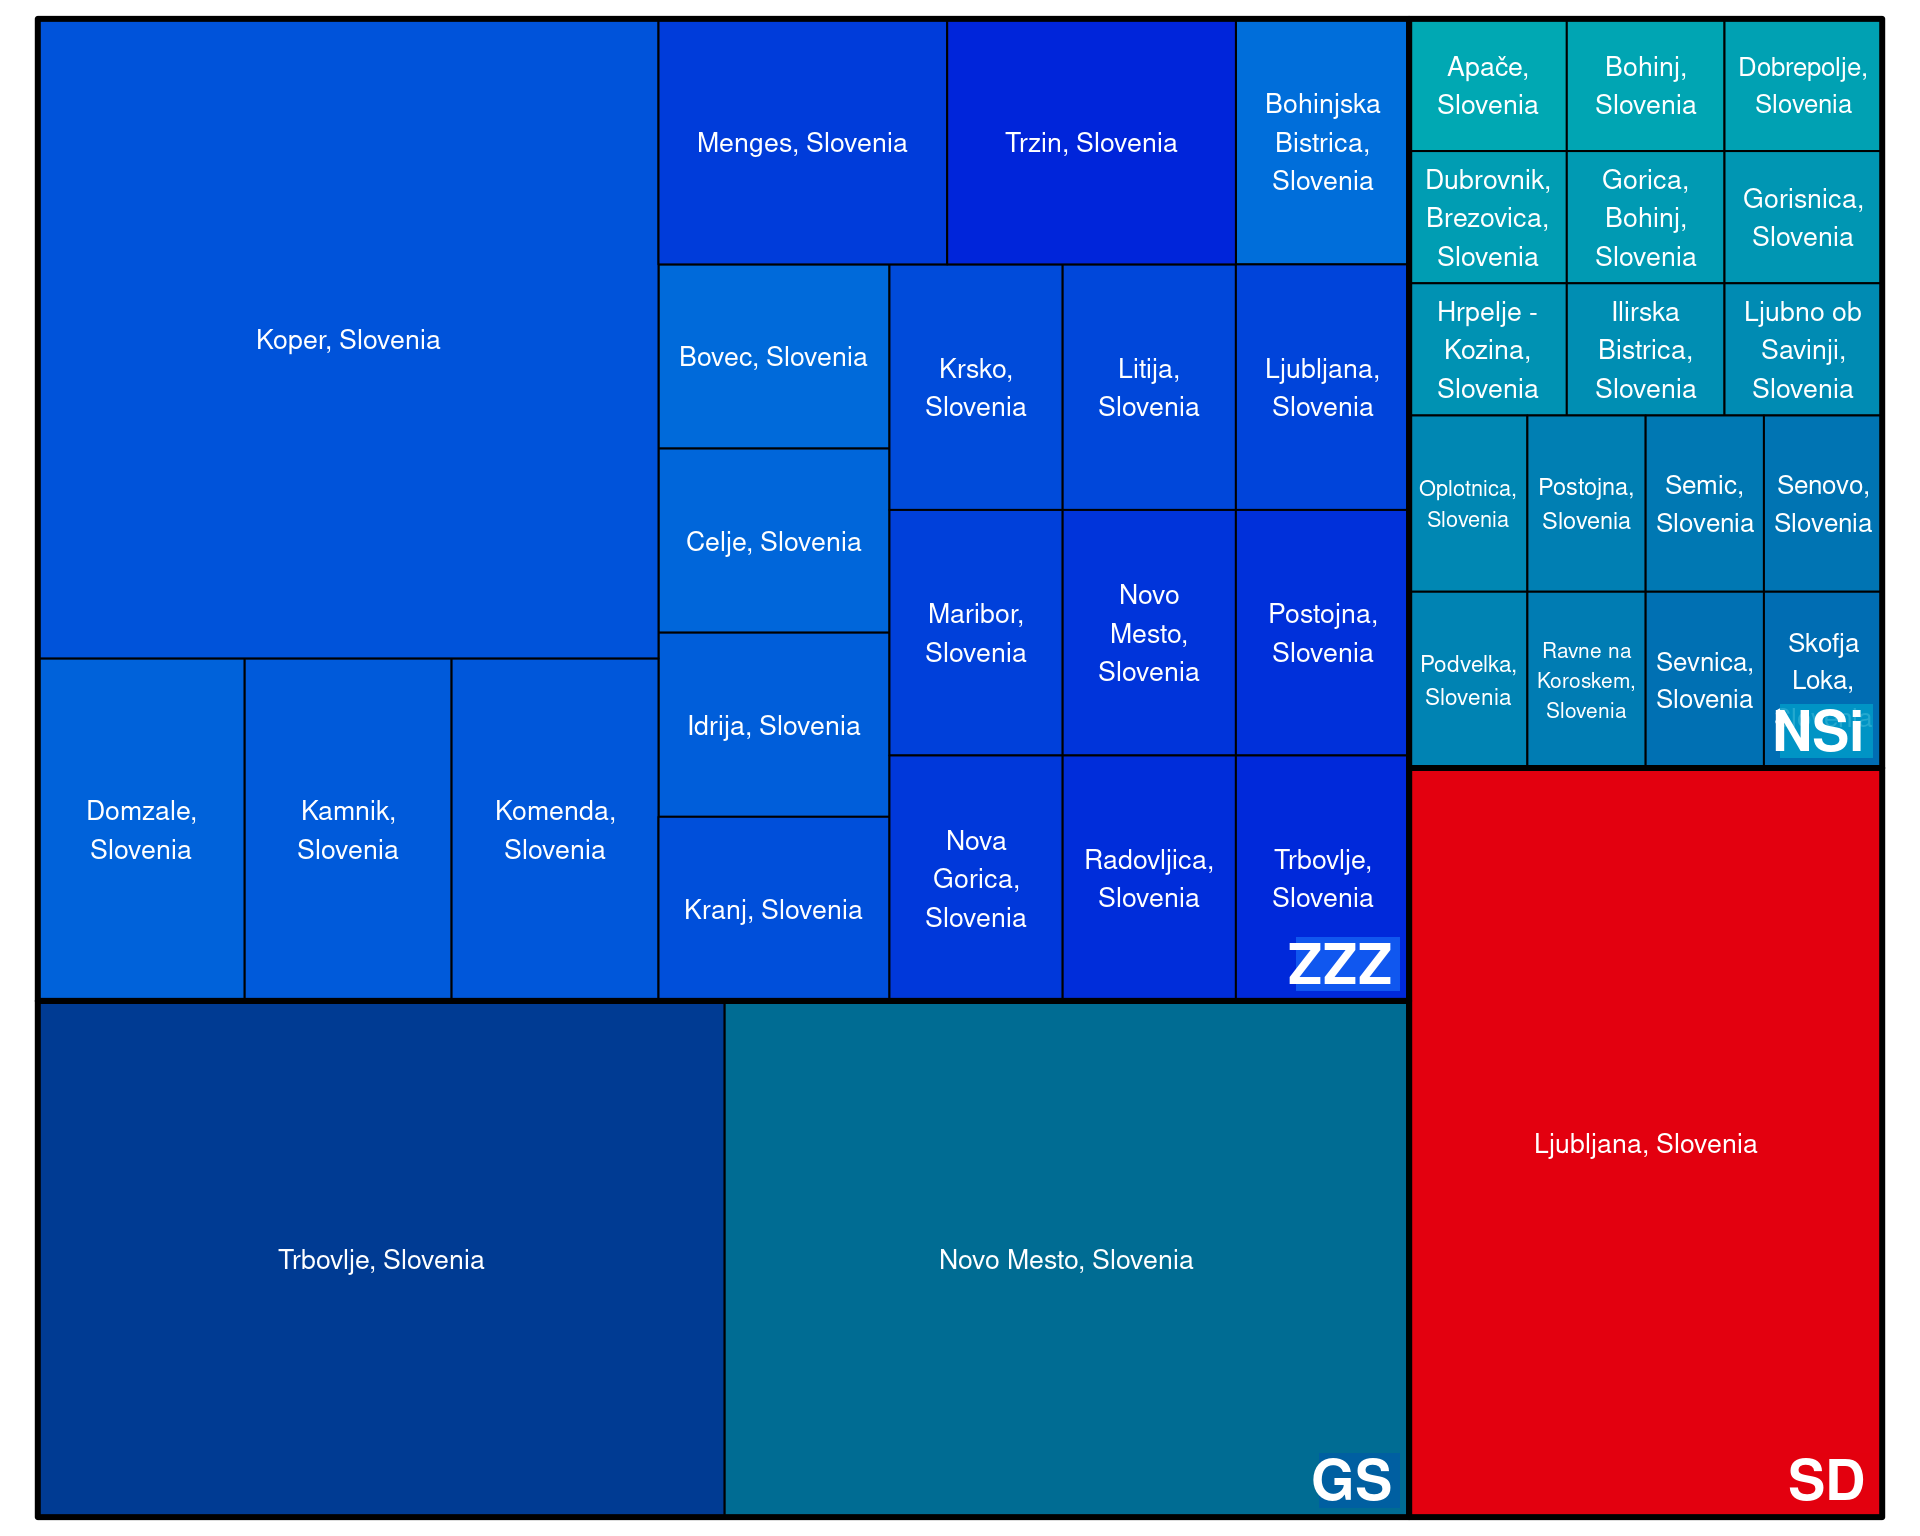 Koper, Slovenia
Menges, Slovenia
Trzin, Slovenia
Bohinjska
Bistrica,
Slovenia
Bovec, Slovenia
Krsko,
Slovenia
Litija,
Slovenia
Ljubljana,
Slovenia
Celje, Slovenia
Maribor,
Slovenia
Novo
Mesto,
Slovenia
Postojna,
Slovenia
Idrija, Slovenia
Domzale,
Slovenia
Kamnik,
Slovenia
Komenda,
Slovenia
Kranj, Slovenia
Nova
Gorica,
Slovenia
Radovljica,
Slovenia
Trbovlje,
Slovenia
ZZZ
Apače,
Slovenia
Bohinj,
Slovenia
Dobrepolje,
Slovenia
Dubrovnik,
Brezovica,
Slovenia
Gorica,
Bohinj,
Slovenia
Gorisnica,
Slovenia
Hrpelje -
Kozina,
Slovenia
Ilirska
Bistrica,
Slovenia
Ljubno ob
Savinji,
Slovenia
Oplotnica,
Slovenia
Postojna,
Slovenia
Semic,
Slovenia
Senovo,
Slovenia
Podvelka,
Slovenia
Ravne na
Koroskem,
Slovenia
Sevnica,
Slovenia
Skofja
Loka,
NSi
Trbovlje, Slovenia
Novo Mesto, Slovenia
GS
Ljubljana, Slovenia
SD